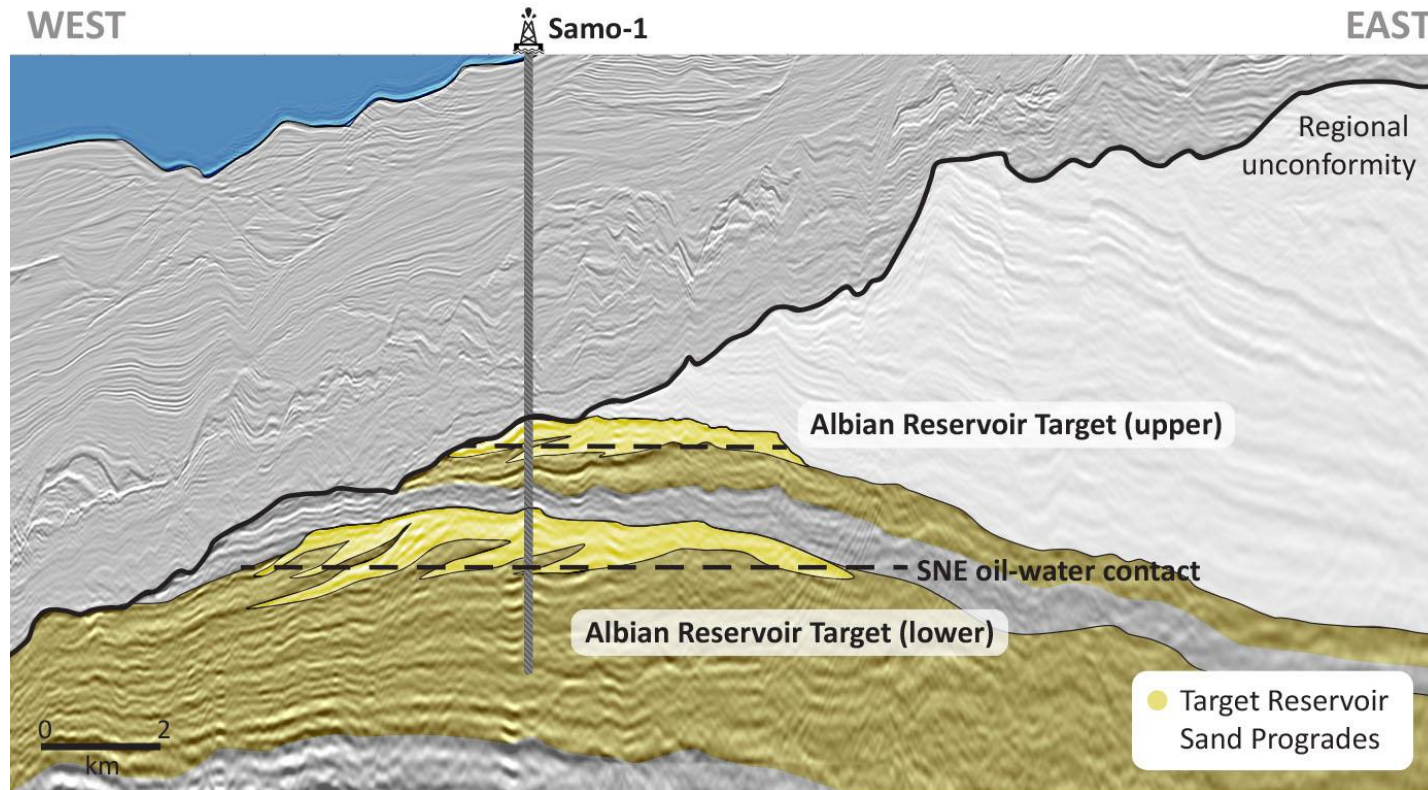 WEST
Samo-1
EAST
Regional
unconformity
Albian Reservoir Target (upper)
SNE oil-water contact
Albian Reservoir Target (lower)
Target Reservoir
Sand Progrades
0 2
km